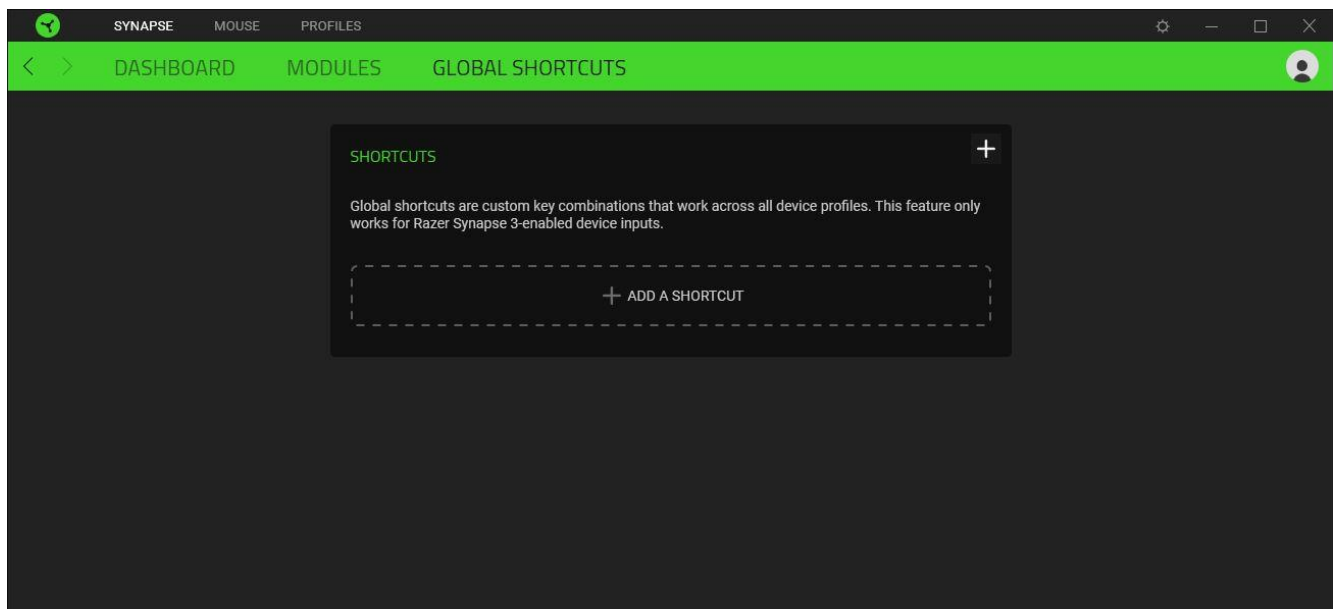 SYNAPSE MOUSE PROFILES
DASHBOARD MODULES GLOBAL SHORTCUTS
SHORTCUTS
Global shortcuts are custom key combinations that work across all device profiles. This feature only
works for Razer Synapse 3-enabled device inputs.
ADD A SHORTCUT